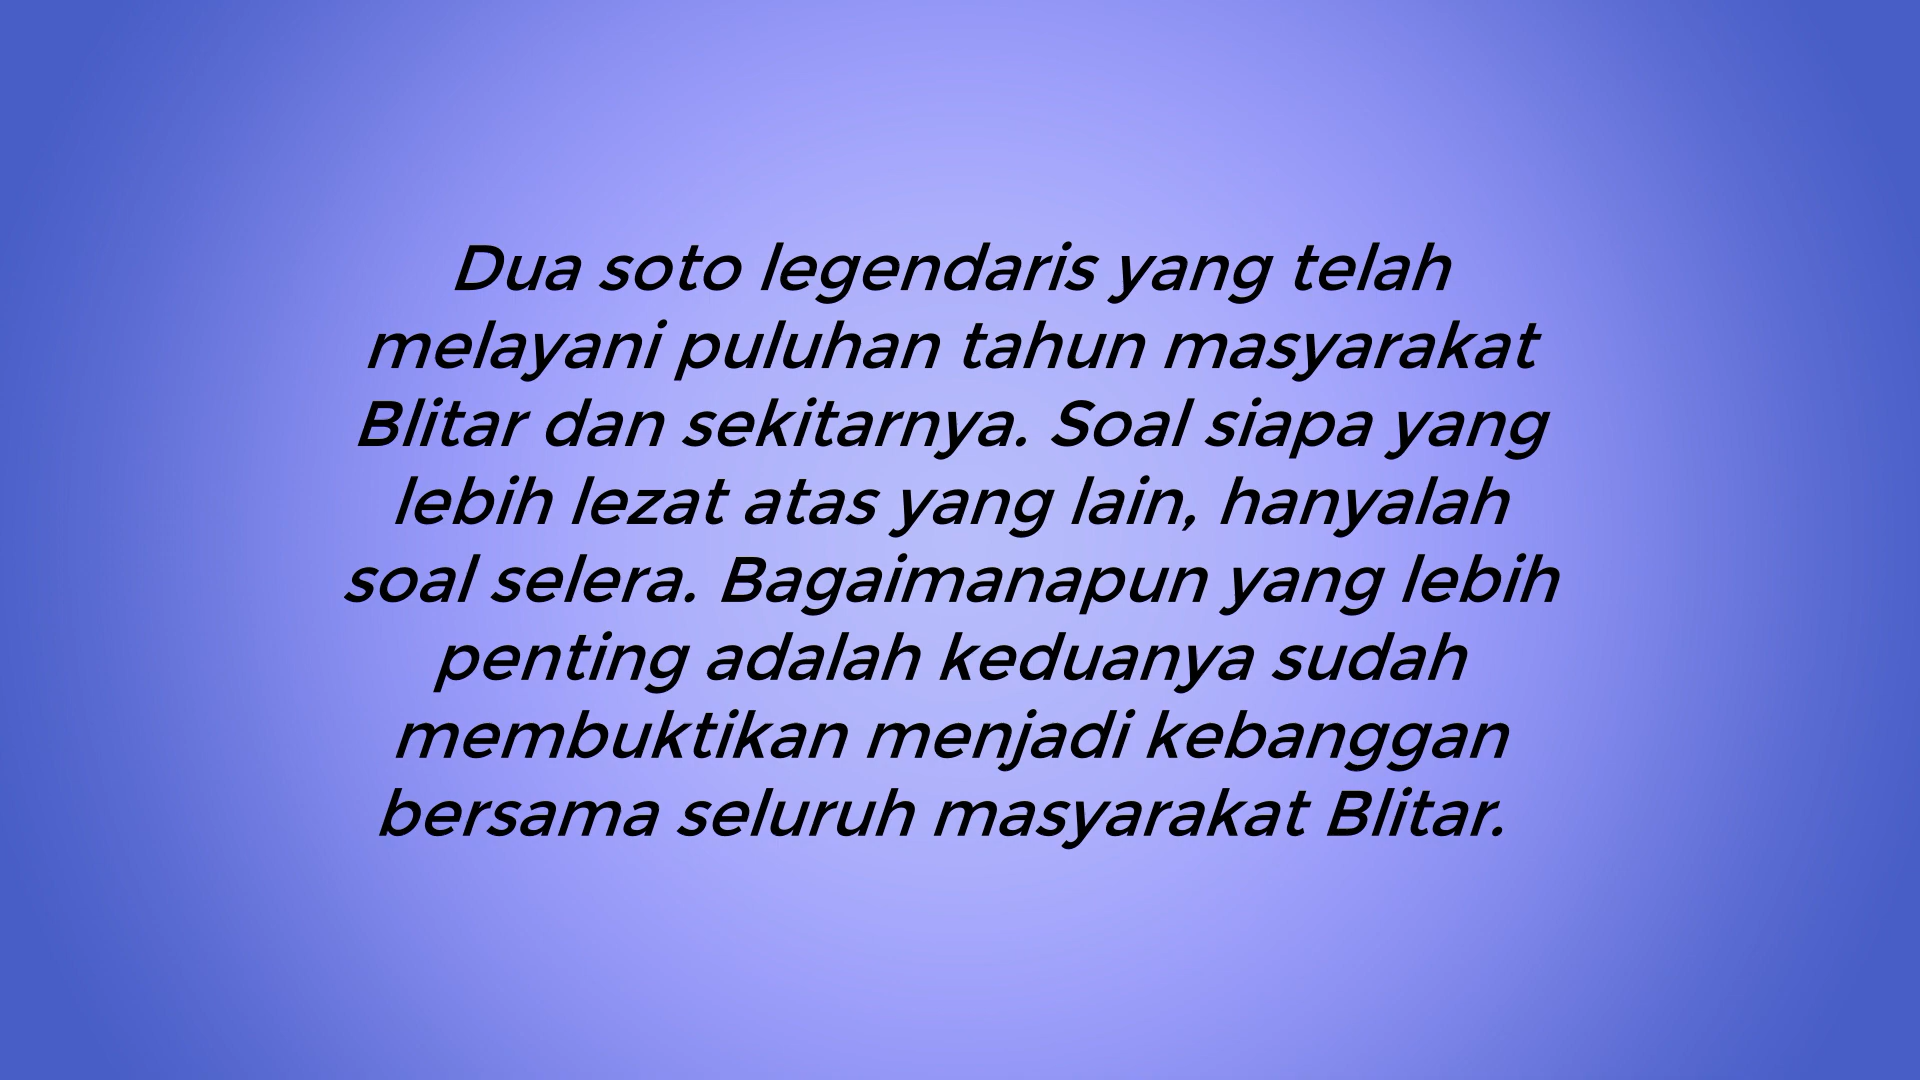 Dua soto legendaris yang telah
melayani puluhan tahun masyarakat
Blitar dan sekitarnya. Soal siapa yang
lebih lezat atas yang lain, hanyalah
soal selera. Bagaimanapun yang lebih
penting adalah keduanya sudah
membuktikan menjadi kebanggan
bersama seluruh masyarakat Blitar.